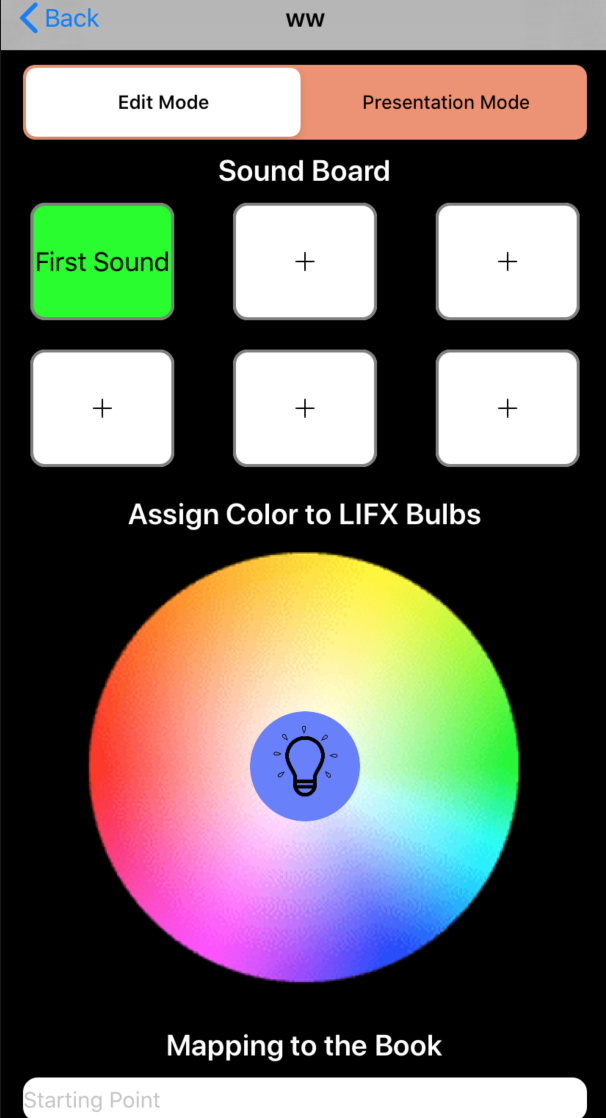 Back
ww
Edit Mode
Presentation Mode
Sound Board
First Sound
+
+
+
+
+
Assign Color to LIFX Bulbs
Mapping to the Book
Starting Point